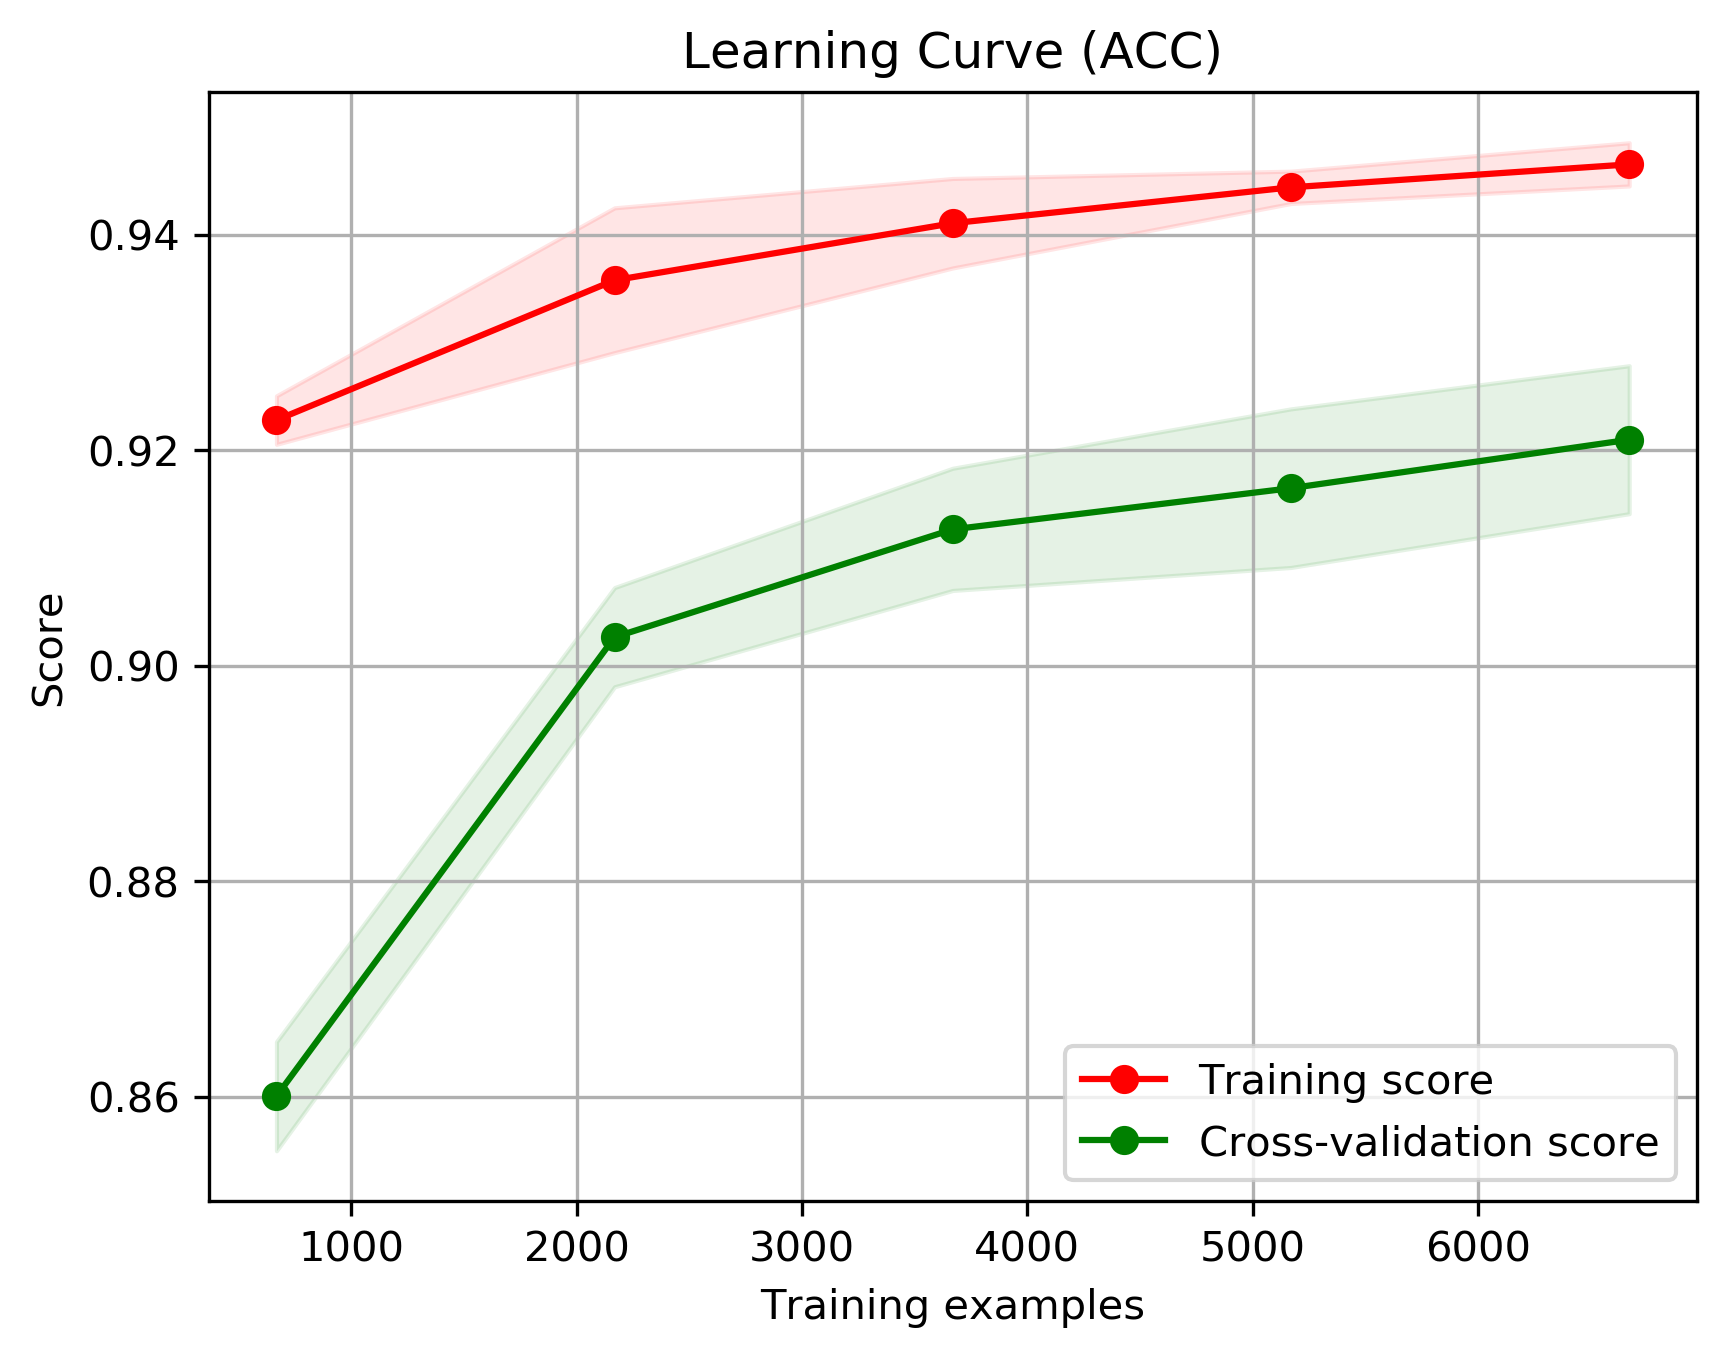 Learning Curve (ACC)
Score
0.94
0.92
0.90
0.88
0.86
Training score
Cross-validation score
1000 2000 3000 4000 5000 6000
Training examples